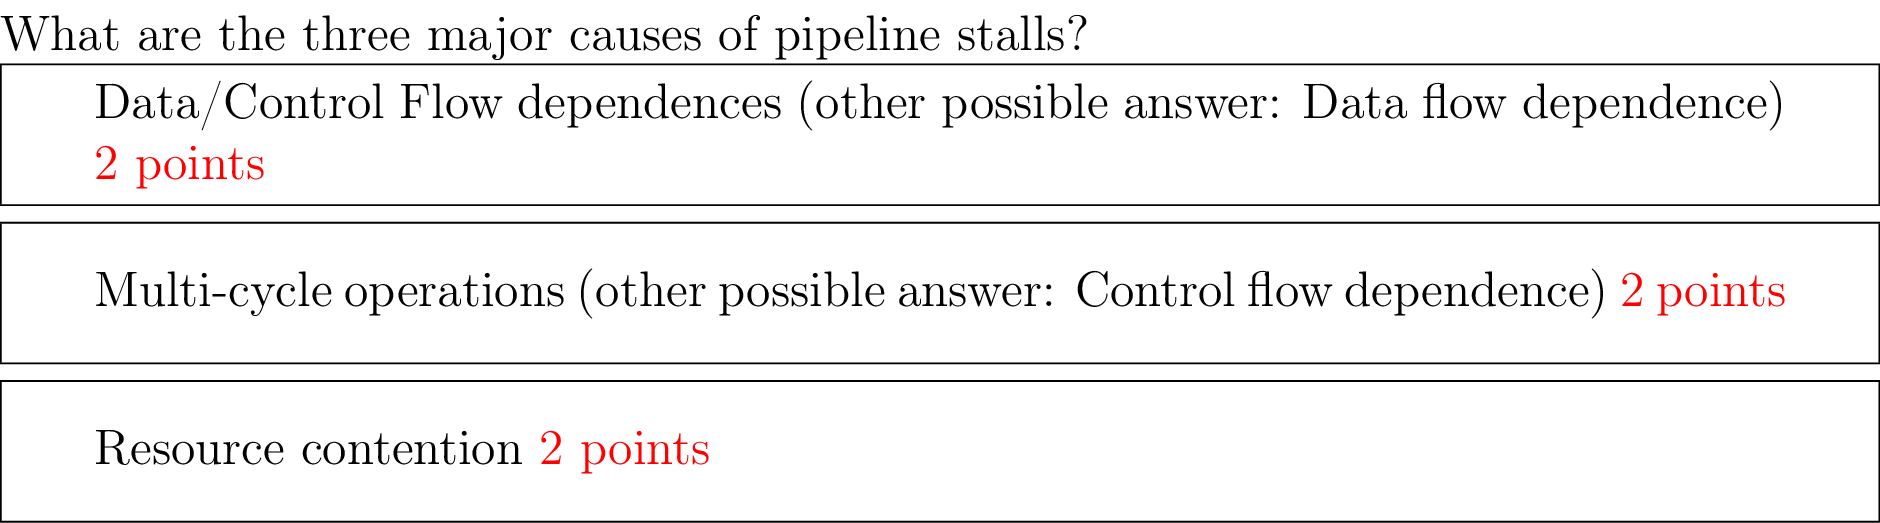 What are the three major causes of pipeline stalls?
Data/Control Flow dependences (other possible answer: Data flow dependence)
2 points
Multi-cycle operations (other possible answer: Control flow dependence) 2 points
Resource contention 2 points